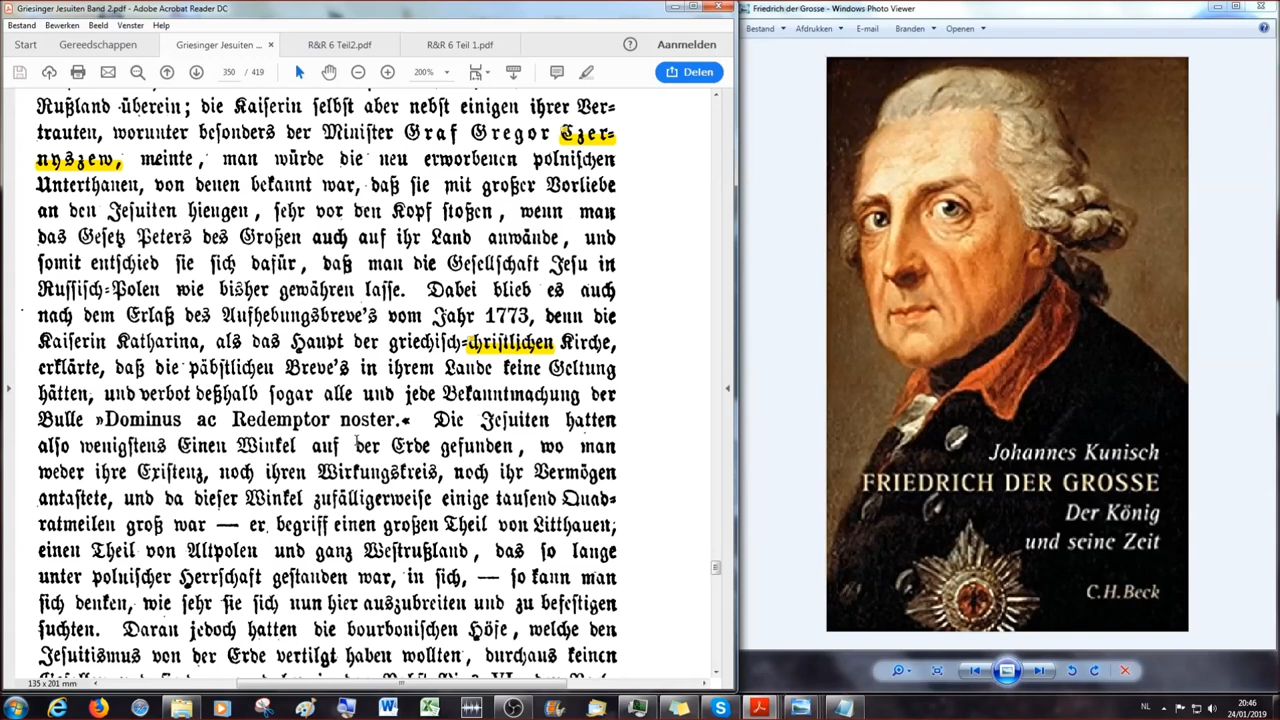 Griesinger Jesuiten Band 2.pdf - Adobe Acrobat Reader DC
Bestand Bewerken Beeld Venster Help
Start Gereedschappen Griesinger Jesuiten ... × R&R 6 Teil2.pdf R&R 6 Teil 1.pdf Aanmelden
350 / 419 200% Delen
Rußland überein; die Kaiserin selbst aber nebst einigen ihrer Ver-
trauten, worunter besonders der Minister Graf Gregor Czer-
nyszew, meinte, man würde die neu erworbenen polnischen
Unterthanen, von denen bekannt war, daß sie mit großer Vorliebe
an den Jesuiten hiengen, sehr vor den Kopf stoßen, wenn man
das Gesetz Peters des Großen auch auf ihr Land anwände, und
somit entschied sie sich dafür, daß man die Gesellschaft Jesu in
Russisch-Polen wie bisher gewähren lasse. Dabei blieb es auch
nach dem Erlaß des Aufhebungsbreve's vom Jahr 1773, denn die
Kaiserin Katharina, als das Haupt der griechisch-christlichen Kirche,
erklärte, daß die päbstlichen Breve's in ihrem Lande keine Geltung
hätten, und verbot deßhalb sogar alle und jede Bekanntmachung der
Bulle »Dominus ac Redemptor noster.« Die Jesuiten hatten
also wenigstens Einen Winkel auf der Erde gefunden, wo man
weder ihre Existenz, noch ihren Wirkungskreis, noch ihr Vermögen
antastete, und da dieser Winkel zufälligerweise einige tausend Quad-
ratmeilen groß war — er begriff einen großen Theil von Litthauen,
einen Theil von Altpolen und ganz Westrußland, das so lange
unter polnischer Herrschaft gestanden war, in sich, — so kann man
sich denken, wie sehr sie sich nun hier auszubreiten und zu befestigen
suchten. Daran jedoch hatten die bourbonischen Höfe, welche den
Jesuitismus von der Erde vertilgt haben wollten, durchaus keinen
135 x 201 mm
Friedrich der Grosse - Windows Photo Viewer
Bestand Afdrukken E-mail Branden Openen
Johannes Kunisch
FRIEDRICH DER GROSSE
Der König
und seine Zeit
C.H.Beck
NL 20:46
24/01/2019